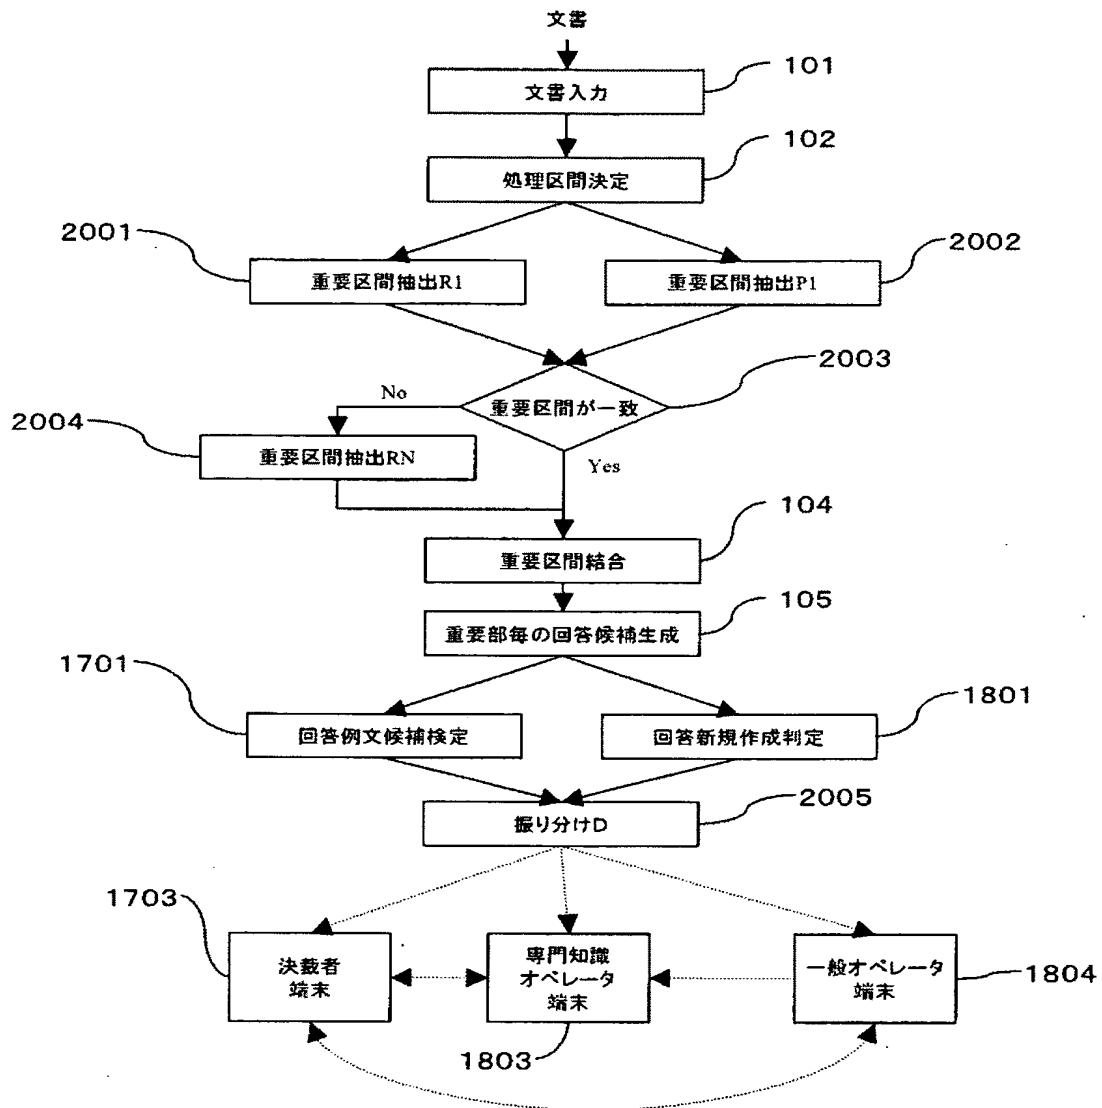 文書
101
文書入力
102
処理区間決定
2001
2002
重要区間抽出R1
重要区間抽出P1
2003
No
重要区間が一致
2004
重要区間抽出RN
Yes
104
重要区間結合
105
重要部毎の回答候補生成
1701
1801
回答例文候補検定
回答新規作成判定
2005
振り分けD
1703
決裁者
端末
専門知識
オペレータ
端末
一般オペレータ
端末
1804
1803